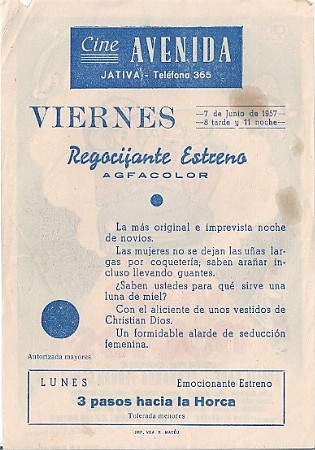 Cine AVENIDA
JATIVA - Teléfono 365
VIERNES
7 de Junio de 1957
8 tarde y 11 noche
Regocijante Estreno
AGFACOLOR
La más original e imprevista noche
de novios.
Las mujeres no se dejan las uñas lar-
gas por coquetería; saben arañar in-
cluso llevando guantes.
¿Saben ustedes para qué sirve una
luna de miel?
Con el aliciente de unos vestidos de
Christian Dios.
Un formidable alarde de seducción
femenina.
Autorizada mayores
LUNES Emocionante Estreno
3 pasos hacia la Horca
Tolerada menores
IMP. VDA. R. MATEU